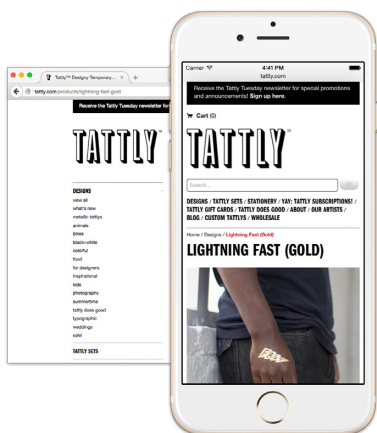 Tattly™ Designy Temporary...
tattly.com/products/lightning-fast-gold
Receive the Tattly Tuesday newsletter for
TATTLY
DESIGNS
view all
what's new
metallic tattlys
animals
bikes
black+white
colorful
food
for designers
inspirational
kids
photography
summertime
tattly does good
typographic
weddings
sale!
TATTLY SETS
Carrier
4:41 PM
tattly.com
Receive the Tattly Tuesday newsletter for special promotions
and announcements! Sign up here.
Cart (0)
TATTLY™
Search...
DESIGNS / TATTLY SETS / STATIONERY / YAY: TATTLY SUBSCRIPTIONS! /
TATTLY GIFT CARDS / TATTLY DOES GOOD / ABOUT / OUR ARTISTS /
BLOG / CUSTOM TATTLYS / WHOLESALE
Home / Designs / Lightning Fast (Gold)
LIGHTNING FAST (GOLD)